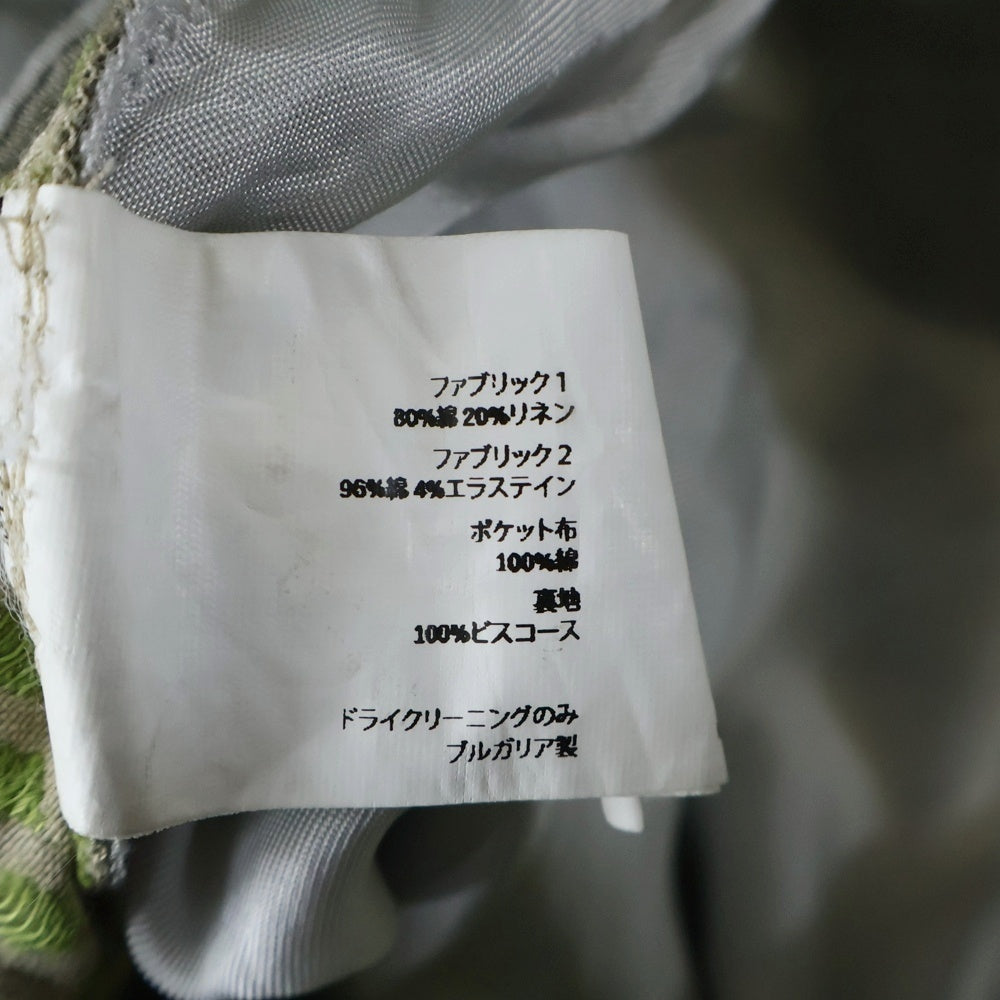 ファブリック1
80%綿 20%リネン
ファブリック2
96%綿 4%エラステイン
ポケット布
100%綿
裏地
100%ビスコース
ドライクリーニングのみ
ブルガリア製